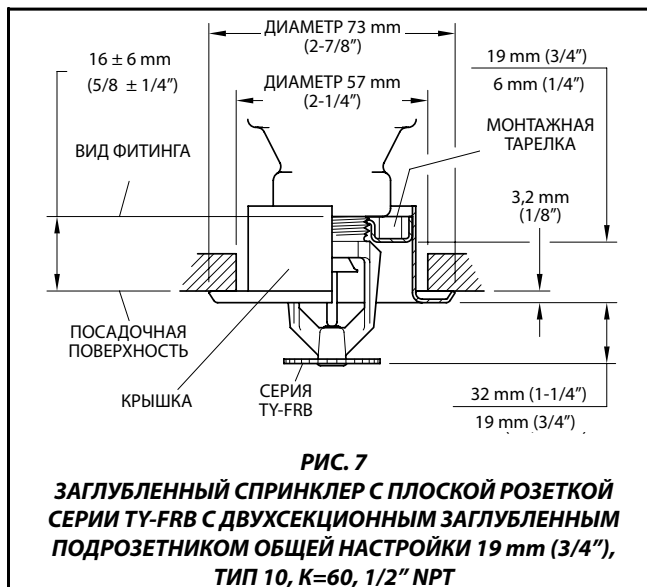 ДИАМЕТР 73 mm
(2-7/8")
16 ± 6 mm
(5/8 ± 1/4")
19 mm (3/4")
6 mm (1/4")
ДИАМЕТР 57 mm
(2-1/4")
МОНТАЖНАЯ
ТАРЕЛКА
ВИД ФИТИНГА
3,2 mm
(1/8")
ПОСАДОЧНАЯ
ПОВЕРХНОСТЬ
КРЫШКА
СЕРИЯ
TY-FRB
32 mm (1-1/4")
19 mm (3/4")
РИС. 7
ЗАГЛУБЛЕННЫЙ СПРИНКЛЕР С ПЛОСКОЙ РОЗЕТКОЙ
СЕРИИ TY-FRB С ДВУХСЕКЦИОННЫМ ЗАГЛУБЛЕННЫМ
ПОДРОЗЕТНИКОМ ОБЩЕЙ НАСТРОЙКИ 19 mm (3/4"),
ТИП 10, K=60, 1/2" NPT